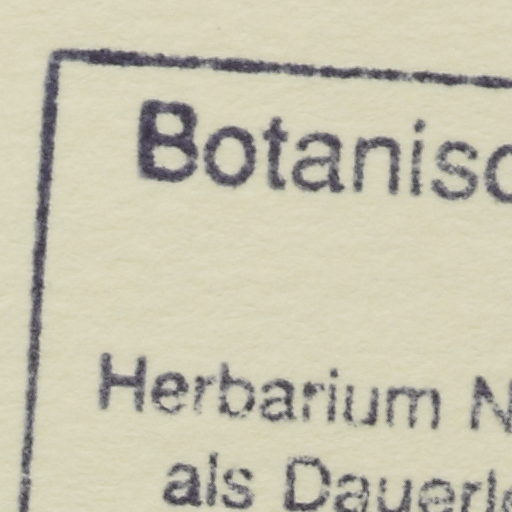 Botanisc
Herbarium N
als Dauerle